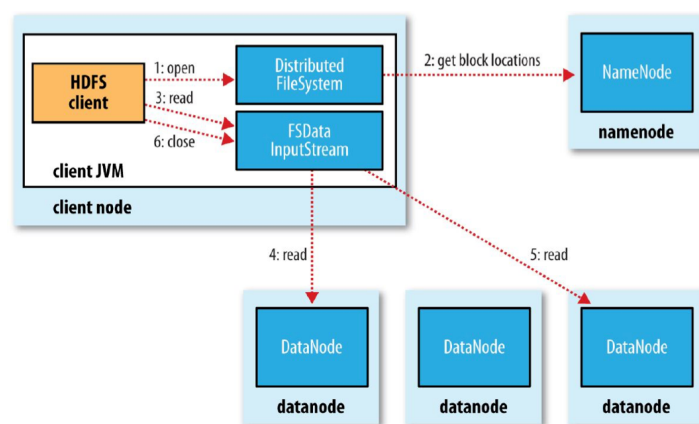 HDFS
client
1: open
3: read
6: close
Distributed
FileSystem
FSData
InputStream
client JVM
client node
2: get block locations
NameNode
namenode
4: read
5: read
DataNode
datanode
DataNode
datanode
DataNode
datanode